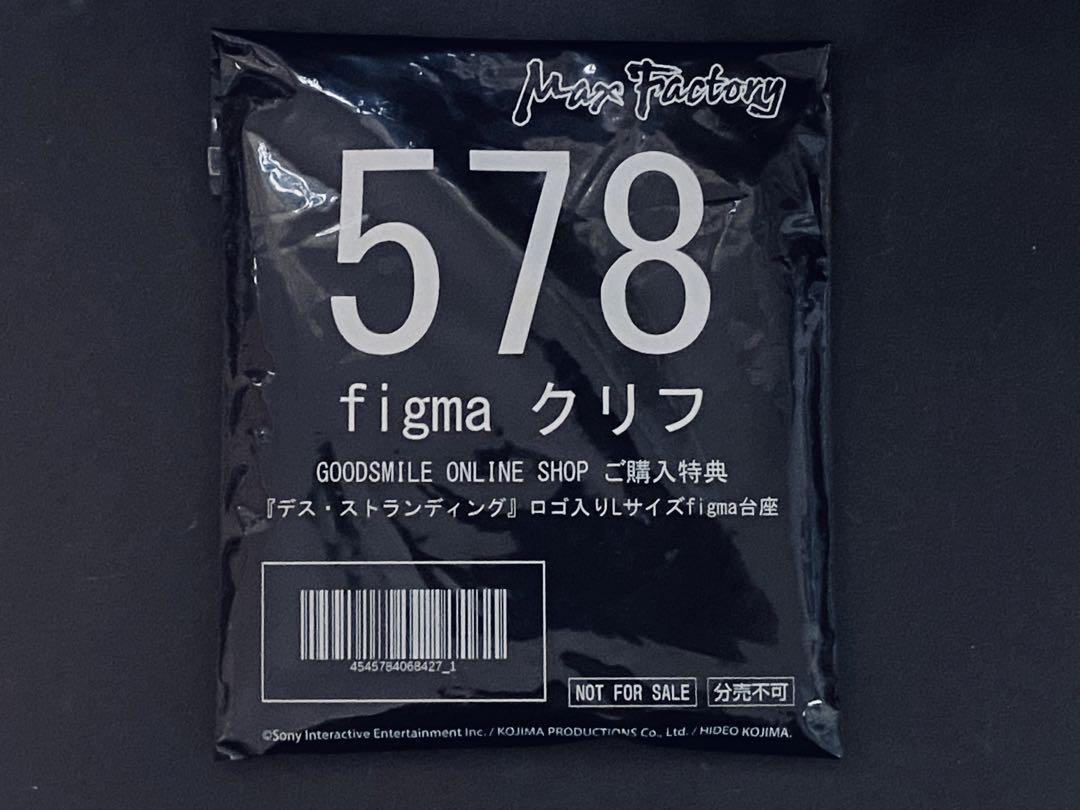 Max Factory
578
figma クリフ
GOODSMILE ONLINE SHOP ご購入特典
『デス・ストランディング』ロゴ入りLサイズfigma台座
4545784068427_1
NOT FOR SALE 分売不可
©Sony Interactive Entertainment Inc. / KOJIMA PRODUCTIONS Co., Ltd. / HIDEO KOJIMA.